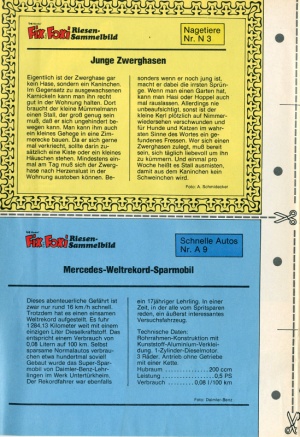 Fix Foxi Riesen-
Sammelbild
Nagetiere
Nr. N 3
Junge Zwerghasen
Eigentlich ist der Zwerghase gar
kein Hase, sondern ein Kaninchen.
Im Gegensatz zu ausgewachsenen
Karnickeln kann man ihn recht
gut in der Wohnung halten. Dort
braucht der kleine Mümmelmann
einen Stall, der groß genug sein
muß, daß er sich ungehindert be-
wegen kann. Man kann ihm auch
ein kleines Gehege in eine Zim-
merecke bauen. Da er sich gerne
mal verkriecht, sollte darin zu-
sätzlich eine Kiste oder ein kleines
Häuschen stehen. Mindestens ein-
mal am Tag muß sich der Zwerg-
hase nach Herzenslust in der
Wohnung austoben können. Be-
sonders wenn er noch jung ist,
macht er dabei die irrsten Sprün-
ge. Wenn man einen Garten hat,
kann man Hasi oder Hoppel auch
mal rauslassen. Allerdings nie
unbeaufsichtigt, sonst ist der
kleine Kerl plötzlich auf Nimmer-
wiedersehen verschwunden und
für Hunde und Katzen im wahr-
sten Sinne des Wortes ein ge-
fundenes Fressen. Wer sich einen
Zwerghasen zulegt, muß bereit
sein, sich täglich liebevoll um ihn
zu kümmern. Und einmal pro
Woche heißt es Stall ausmisten,
damit aus dem Kaninchen kein
Schweinchen wird.
Foto: A. Schmidecker
Fix Foxi Riesen-
Sammelbild
Schnelle Autos
Nr. A 9
Mercedes-Weltrekord-Sparmobil
Dieses abenteuerliche Gefährt ist
zwar nur rund 16 km/h schnell.
Trotzdem hat es einen einsamen
Weltrekord aufgestellt. Es fuhr
1 284,13 Kilometer weit mit einem
einzigen Liter Dieselkraftstoff. Das
entspricht einem Verbrauch von
0,08 Litern auf 100 km. Selbst
sparsame Normalautos verbrau-
chen etwa hundertmal soviel!
Gebaut wurde das Super-Spar-
mobil von Daimler-Benz-Lehr-
lingen im Werk Untertürkheim.
Der Rekordfahrer war ebenfalls
ein 17jähriger Lehrling. In einer
Zeit, in der alle vom Spritsparen
reden, ein äußerst interessantes
Versuchsfahrzeug.
Technische Daten:
Rohrrahmen-Konstruktion mit
Kunststoff-Aluminium-Verklei-
dung. 1-Zylinder-Dieselmotor.
3 Räder. Antrieb ohne Getriebe
mit einer Kette.
Hubraum 200 ccm
Leistung 0,5 PS
Verbrauch 0,08 l/100 km
Foto: Daimler-Benz